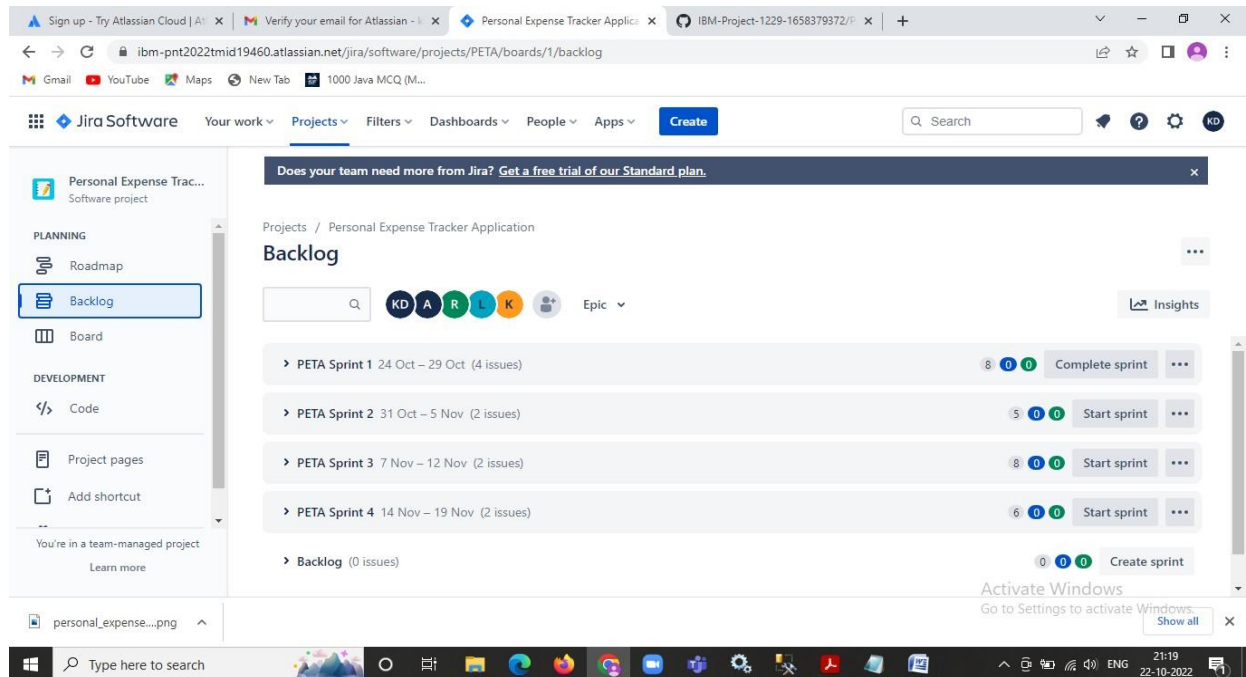 Sign up - Try Atlassian Cloud | At
Verify your email for Atlassian -
Personal Expense Tracker Applica
IBM-Project-1229-1658379372/P
ibm-pnt2022tmid19460.atlassian.net/jira/software/projects/PETA/boards/1/backlog
Gmail YouTube Maps New Tab 1000 Java MCQ (M...
Jira Software Your work Projects Filters Dashboards People Apps Create Search KD
Does your team need more from Jira? Get a free trial of our Standard plan.
Personal Expense Trac...
Software project
PLANNING
Roadmap
Backlog
Board
DEVELOPMENT
Code
Project pages
Add shortcut
You're in a team-managed project
Learn more
Projects / Personal Expense Tracker Application
Backlog
KD A R L K Epic Insights
PETA Sprint 1 24 Oct – 29 Oct (4 issues) 8 0 0 Complete sprint
PETA Sprint 2 31 Oct – 5 Nov (2 issues) 5 0 0 Start sprint
PETA Sprint 3 7 Nov – 12 Nov (2 issues) 8 0 0 Start sprint
PETA Sprint 4 14 Nov – 19 Nov (2 issues) 6 0 0 Start sprint
Backlog (0 issues) 0 0 0 Create sprint
Activate Windows
Go to Settings to activate Windows.
personal_expense....png
Show all
Type here to search
ENG
21:19
22-10-2022